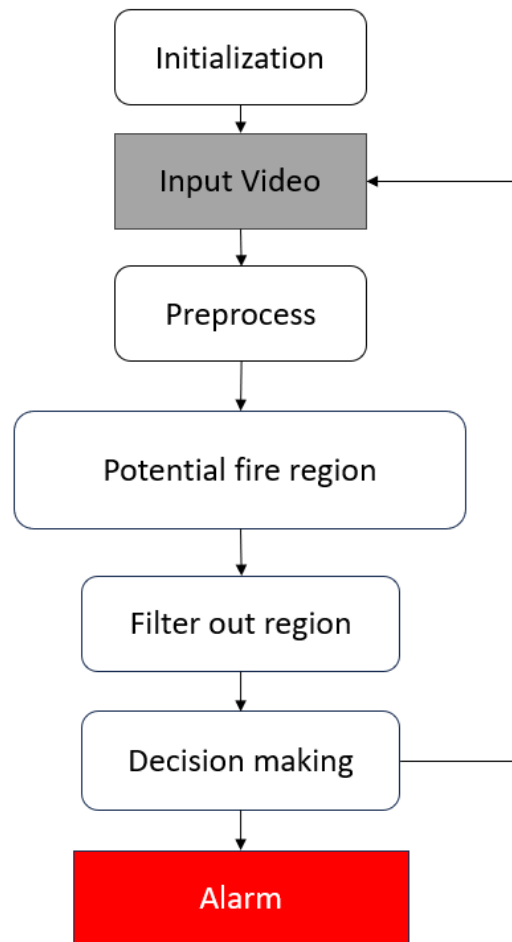 Initialization
Input Video
Preprocess
Potential fire region
Filter out region
Decision making
Alarm